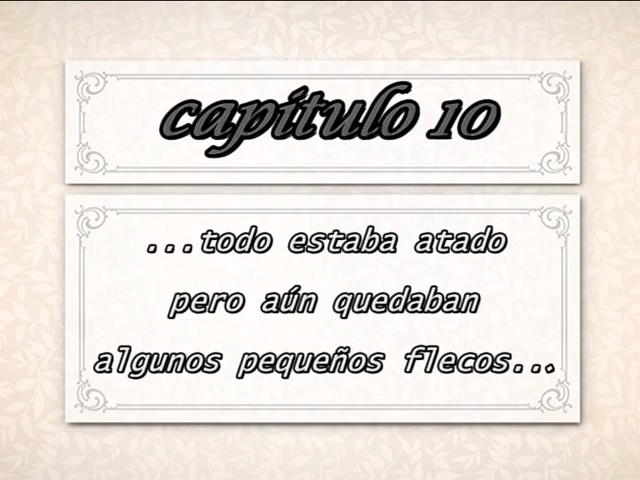 capítulo 10
...todo estaba atado
pero aún quedaban
algunos pequeños flecos...